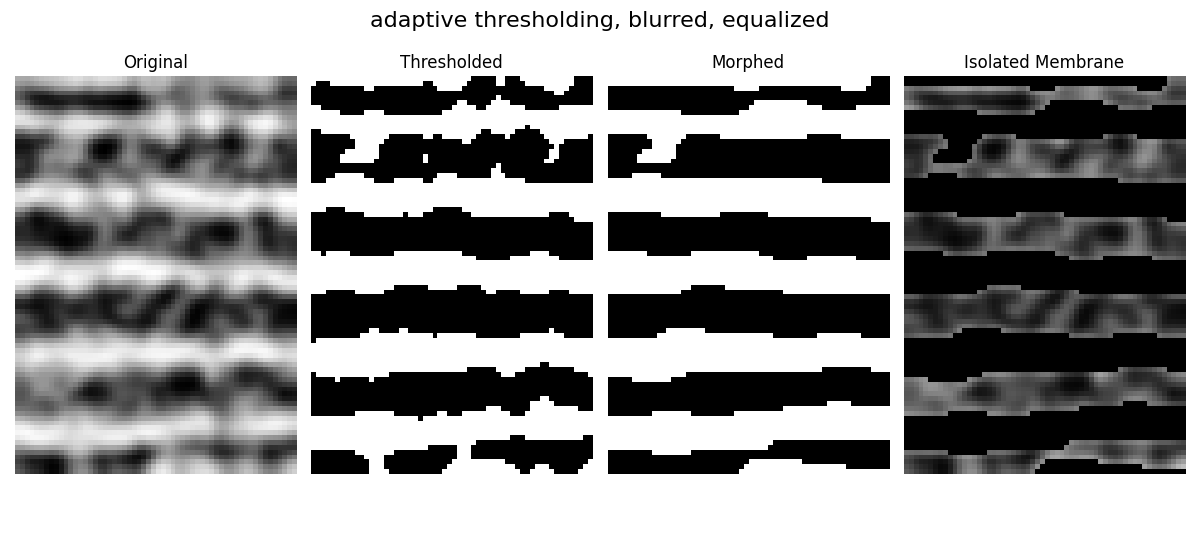 adaptive thresholding, blurred, equalized
Original
Thresholded
Morphed
Isolated Membrane